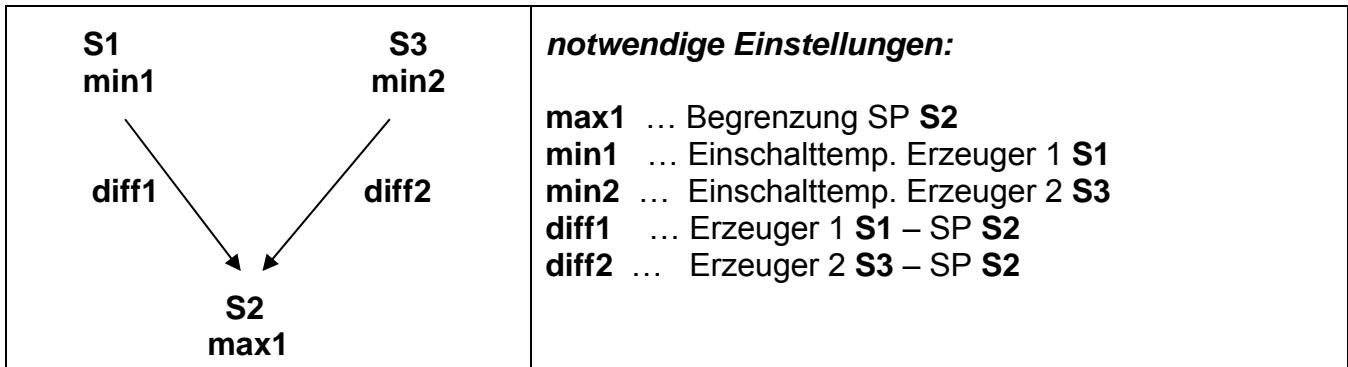 S1 S3
min1 min2
diff1 diff2
S2
max1
notwendige Einstellungen:
max1 … Begrenzung SP S2
min1 … Einschalttemp. Erzeuger 1 S1
min2 … Einschalttemp. Erzeuger 2 S3
diff1 … Erzeuger 1 S1 – SP S2
diff2 … Erzeuger 2 S3 – SP S2